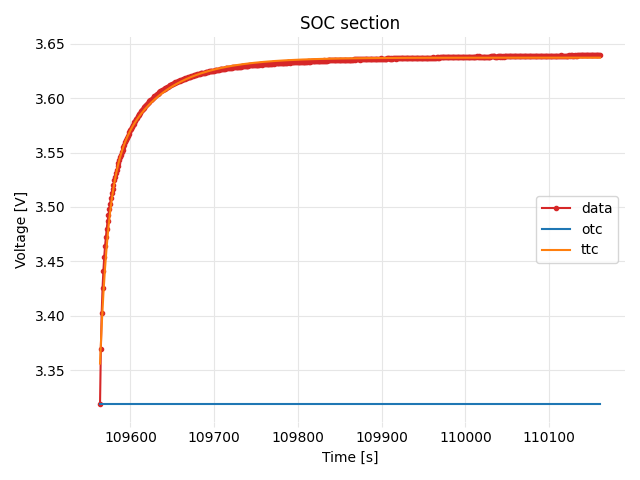 SOC section
3.65
3.60
3.55
3.50
3.45
3.40
3.35
Voltage [V]
data
otc
ttc
109600 109700 109800 109900 110000 110100
Time [s]